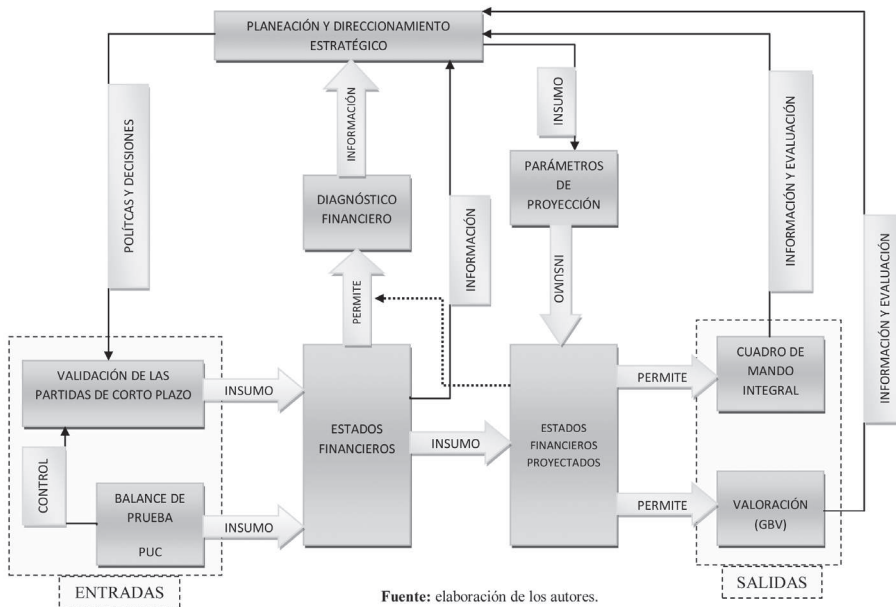 PLANEACIÓN Y DIRECCIONAMIENTO
ESTRATÉGICO
POLÍTCAS Y DECISIONES
INFORMACIÓN
INSUMO
DIAGNÓSTICO
FINANCIERO
PARÁMETROS
DE
PROYECCIÓN
INFORMACIÓN
INFORMACIÓN Y EVALUACIÓN
INFORMACIÓN Y EVALUACIÓN
PERMITE
INSUMO
VALIDACIÓN DE LAS
PARTIDAS DE CORTO PLAZO
INSUMO
ESTADOS
FINANCIEROS
INSUMO
ESTADOS
FINANCIEROS
PROYECTADOS
PERMITE
CUADRO DE
MANDO
INTEGRAL
CONTROL
BALANCE DE
PRUEBA
PUC
INSUMO
PERMITE
VALORACIÓN
(GBV)
ENTRADAS
SALIDAS
Fuente: elaboración de los autores.